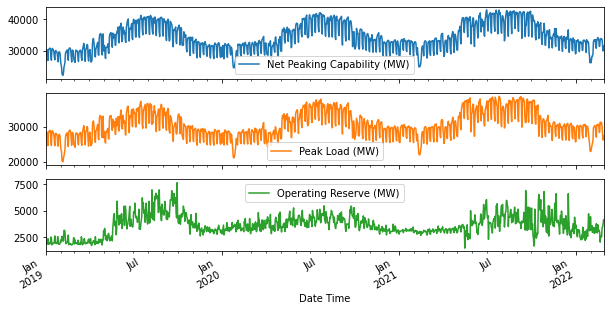 40000
30000
Net Peaking Capability (MW)
30000
20000
Peak Load (MW)
7500
5000
2500
Operating Reserve (MW)
Jan
2019
Jul
Jan
2020
Jul
Jan
2021
Jul
Jan
2022
Date Time